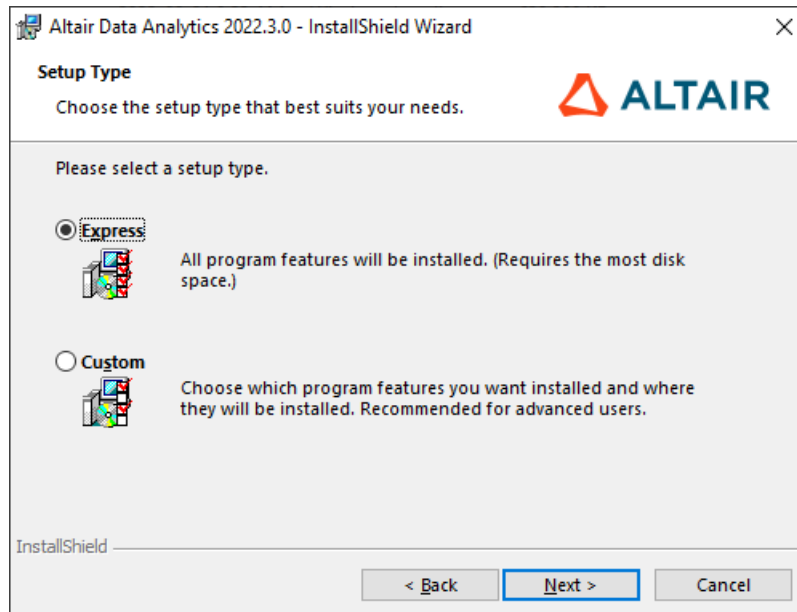 Altair Data Analytics 2022.3.0 - InstallShield Wizard
Setup Type
Choose the setup type that best suits your needs.
ALTAIR
Please select a setup type.
Express
All program features will be installed. (Requires the most disk
space.)
Custom
Choose which program features you want installed and where
they will be installed. Recommended for advanced users.
InstallShield
< Back
Next >
Cancel